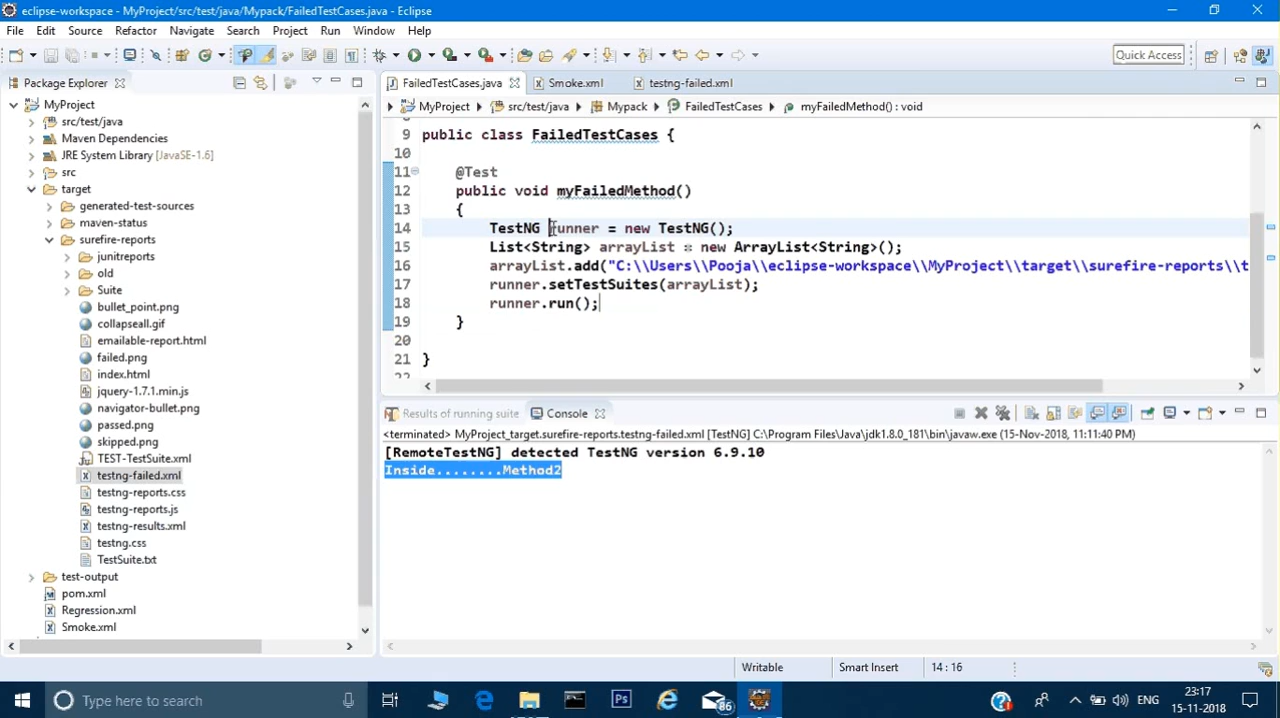 eclipse-workspace - MyProject/src/test/java/Mypack/FailedTestCases.java - Eclipse
File Edit Source Refactor Navigate Search Project Run Window Help
Quick Access
Package Explorer
FailedTestCases.java Smoke.xml testng-failed.xml
MyProject src/test/java Mypack FailedTestCases myFailedMethod() : void
MyProject
src/test/java
Maven Dependencies
JRE System Library [JavaSE-1.6]
src
target
generated-test-sources
maven-status
surefire-reports
junitreports
old
Suite
bullet_point.png
collapseall.gif
emailable-report.html
failed.png
index.html
jquery-1.7.1.min.js
navigator-bullet.png
passed.png
skipped.png
TEST-TestSuite.xml
testng-failed.xml
testng-reports.css
testng-reports.js
testng-results.xml
testng.css
TestSuite.txt
test-output
pom.xml
Regression.xml
Smoke.xml
9 public class FailedTestCases {
10
11 @Test
12 public void myFailedMethod()
13 {
14 TestNG runner = new TestNG();
15 List<String> arrayList = new ArrayList<String>();
16 arrayList.add("C:\\Users\\Pooja\\eclipse-workspace\\MyProject\\target\\surefire-reports\\t
17 runner.setTestSuites(arrayList);
18 runner.run();
19 }
20
21 }
22
Results of running suite Console
<terminated> MyProject_target.surefire-reports.testng-failed.xml [TestNG] C:\Program Files\Java\jdk1.8.0_181\bin\javaw.exe (15-Nov-2018, 11:11:40 PM)
[RemoteTestNG] detected TestNG version 6.9.10
Inside........Method2
Writable Smart Insert 14 : 16
Type here to search
Ps
86
ENG
23:17
15-11-2018